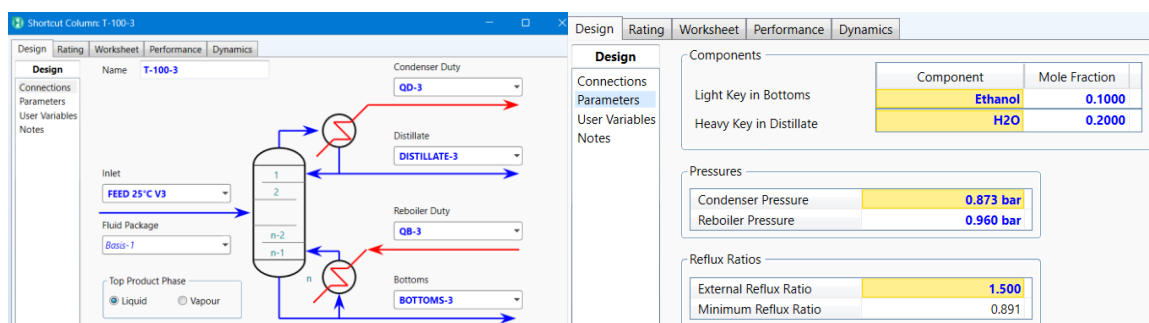 Shortcut Column: T-100-3
Design Rating Worksheet Performance Dynamics
Design
Connections
Parameters
User Variables
Notes
Name T-100-3
Condenser Duty
QD-3
Distillate
DISTILLATE-3
Inlet
FEED 25°C V3
Fluid Package
Basis-1
Reboiler Duty
QB-3
Top Product Phase
Liquid Vapour
Bottoms
BOTTOMS-3
1
2
n-2
n-1
n
Design Rating Worksheet Performance Dynamics
Design
Connections
Parameters
User Variables
Notes
Components
Component Mole Fraction
Light Key in Bottoms Ethanol 0.1000
Heavy Key in Distillate H2O 0.2000
Pressures
Condenser Pressure 0.873 bar
Reboiler Pressure 0.960 bar
Reflux Ratios
External Reflux Ratio 1.500
Minimum Reflux Ratio 0.891